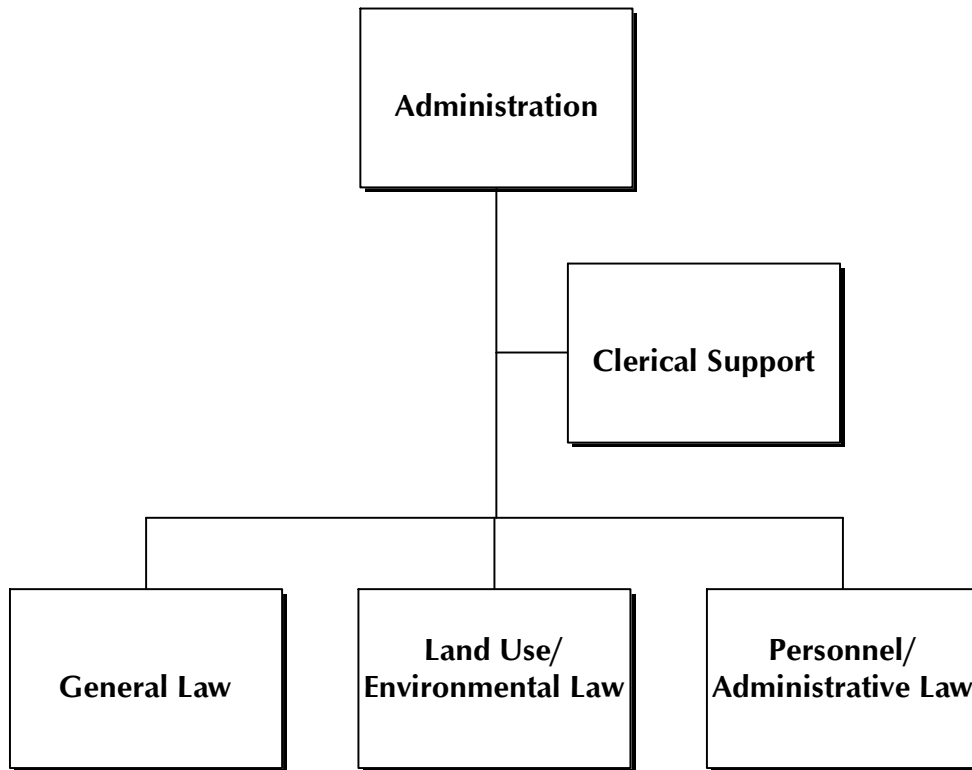 Administration
Clerical Support
General Law
Land Use/
Environmental Law
Personnel/
Administrative Law